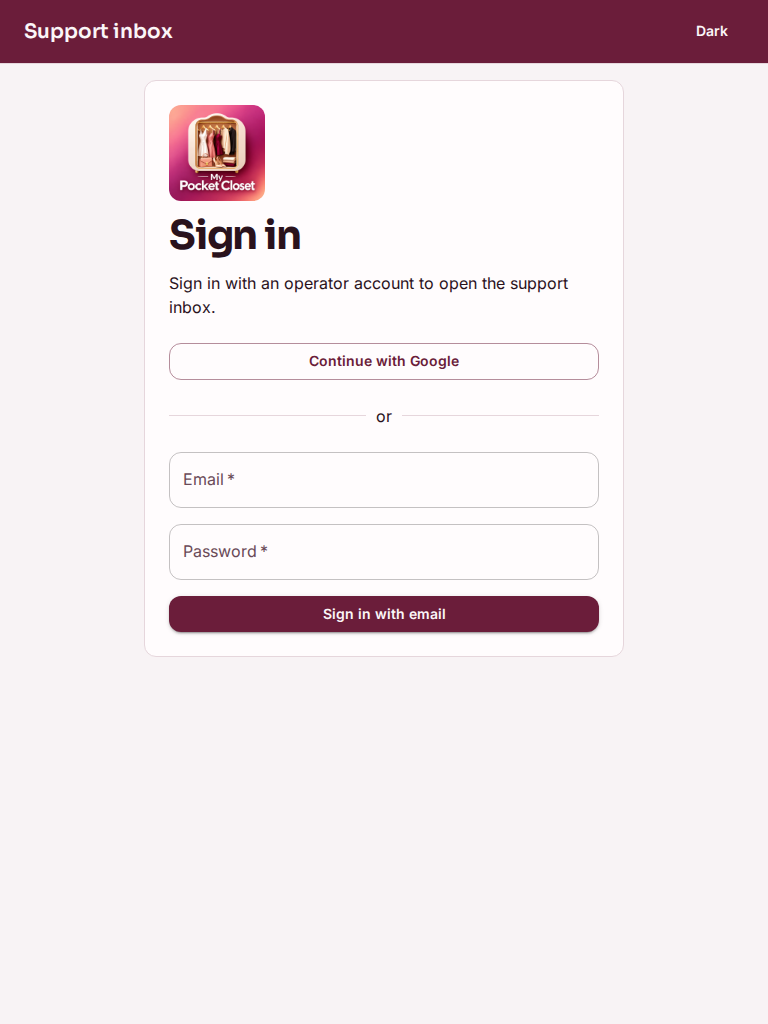 Support inbox
Dark
My
Pocket Closet
Sign in
Sign in with an operator account to open the support
inbox.
Continue with Google
or
Email *
Password *
Sign in with email